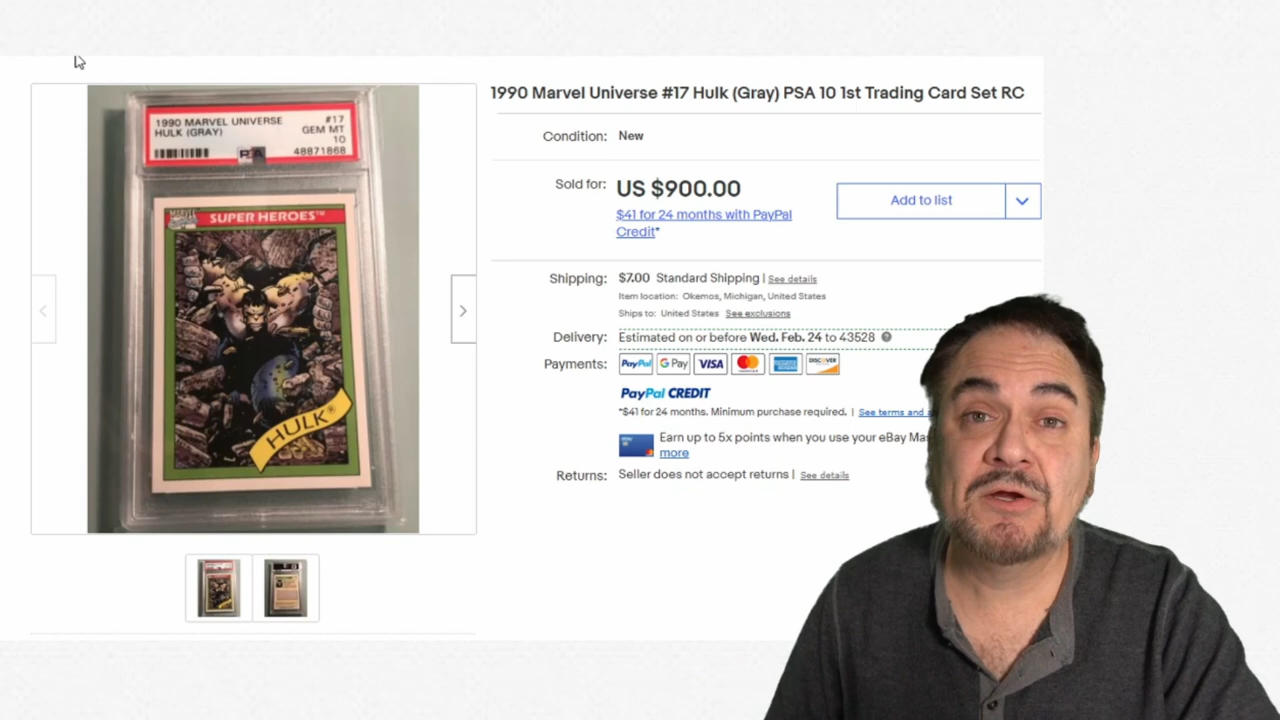 1990 Marvel Universe #17 Hulk (Gray) PSA 10 1st Trading Card Set RC
1990 MARVEL UNIVERSE #17
HULK (GRAY) GEM MT
10
PSA 48871868
SUPER HEROES™
HULK®
Condition: New
Sold for: US $900.00
$41 for 24 months with PayPal
Credit*
Add to list
Shipping: $7.00 Standard Shipping | See details
Item location: Okemos, Michigan, United States
Ships to: United States See exclusions
Delivery: Estimated on or before Wed. Feb. 24 to 43528
Payments: PayPal G Pay VISA DISCOVER
PayPal CREDIT
*$41 for 24 months. Minimum purchase required. | See terms and
Earn up to 5x points when you use your eBay
more
Returns: Seller does not accept returns | See details